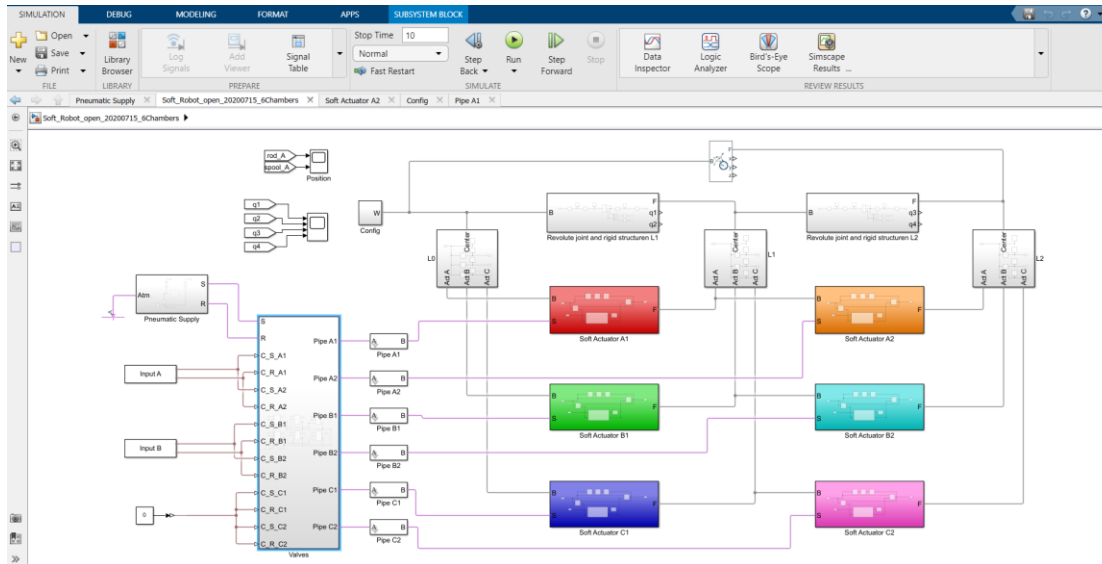 SIMULATION DEBUG MODELING FORMAT APPS SUBSYSTEM BLOCK
New
Open
Save
Print
FILE
Library Browser
LIBRARY
Log Signals
Add Viewer
Signal Table
PREPARE
Stop Time 10
Normal
Fast Restart
Step Back
Run
Step Forward
Stop
SIMULATE
Data Inspector
Logic Analyzer
Bird's-Eye Scope
Simscape Results ...
REVIEW RESULTS
Pneumatic Supply Soft_Robot_open_20200715_6Chambers Soft Actuator A2 Config Pipe A1
Soft_Robot_open_20200715_6Chambers
rod_A
spool_A
Position
q1
q2
q3
q4
W
Config
B F
B F
q1
q2
Revolute joint and rigid structuren L1
B F
q3
q4
Revolute joint and rigid structuren L2
L0
Center
Act A
Act B
Act C
L1
Center
Act A
Act B
Act C
L2
Center
Act A
Act B
Act C
Atm
S
R
Pneumatic Supply
Input A
Input B
0
S
R
C_S_A1
C_R_A1
C_S_A2
C_R_A2
C_S_B1
C_R_B1
C_S_B2
C_R_B2
C_S_C1
C_R_C1
C_S_C2
C_R_C2
Pipe A1
Pipe A2
Pipe B1
Pipe B2
Pipe C1
Pipe C2
Valves
A B
Pipe A1
A B
Pipe A2
A B
Pipe B1
A B
Pipe B2
A B
Pipe C1
A B
Pipe C2
B
S
F
Soft Actuator A1
B
S
F
Soft Actuator A2
B
S
F
Soft Actuator B1
B
S
F
Soft Actuator B2
B
S
F
Soft Actuator C1
B
S
F
Soft Actuator C2